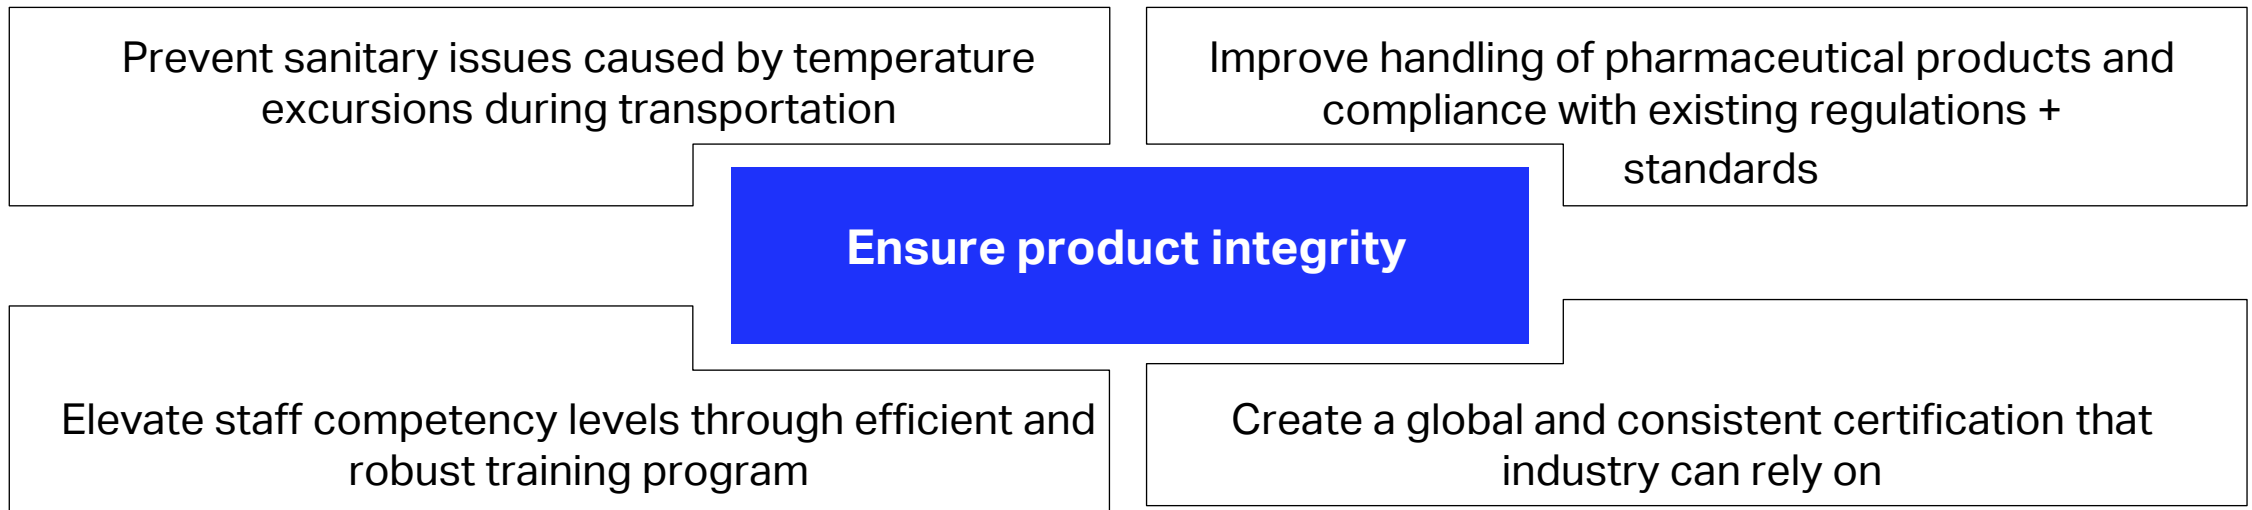 Prevent sanitary issues caused by temperature
excursions during transportation
Improve handling of pharmaceutical products and
compliance with existing regulations +
standards
Ensure product integrity
Elevate staff competency levels through efficient and
robust training program
Create a global and consistent certification that
industry can rely on